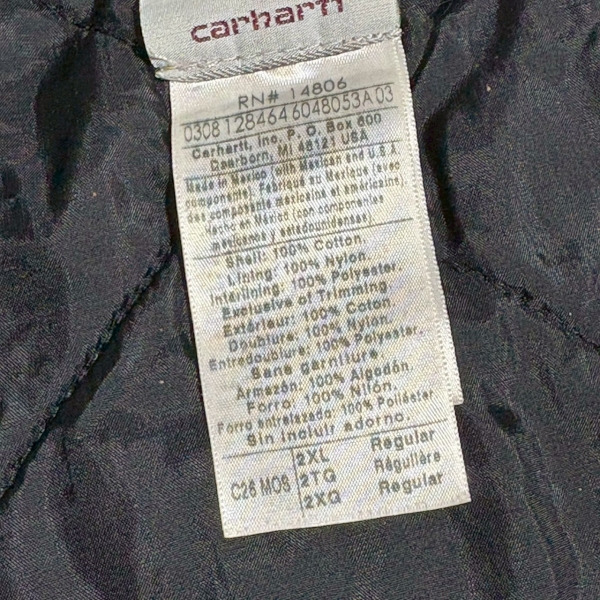 carhartt
RN# 14806
0308128464 6048053A 03
Carhartt, Inc. P. O. Box 600
Dearborn, MI 48121 USA
Made in Mexico (with Mexican and U.S.A.
components). Fabriqué au Mexique (avec
des composants mexicains et américains).
Hecho en México (con componentes
mexicanos y estadounidenses).
Shell: 100% Cotton.
Lining: 100% Nylon.
Interlining: 100% Polyester.
Exclusive of Trimming.
Extérieur: 100% Coton.
Doublure: 100% Nylon.
Entredoublure: 100% Polyester.
Sans garniture.
Armazón: 100% Algodón.
Forro: 100% Nilón.
Forro entrelazado: 100% Poliéster
Sin incluir adorno.
C26 MOS
2XL Regular
2TG Régulière
2XG Regular